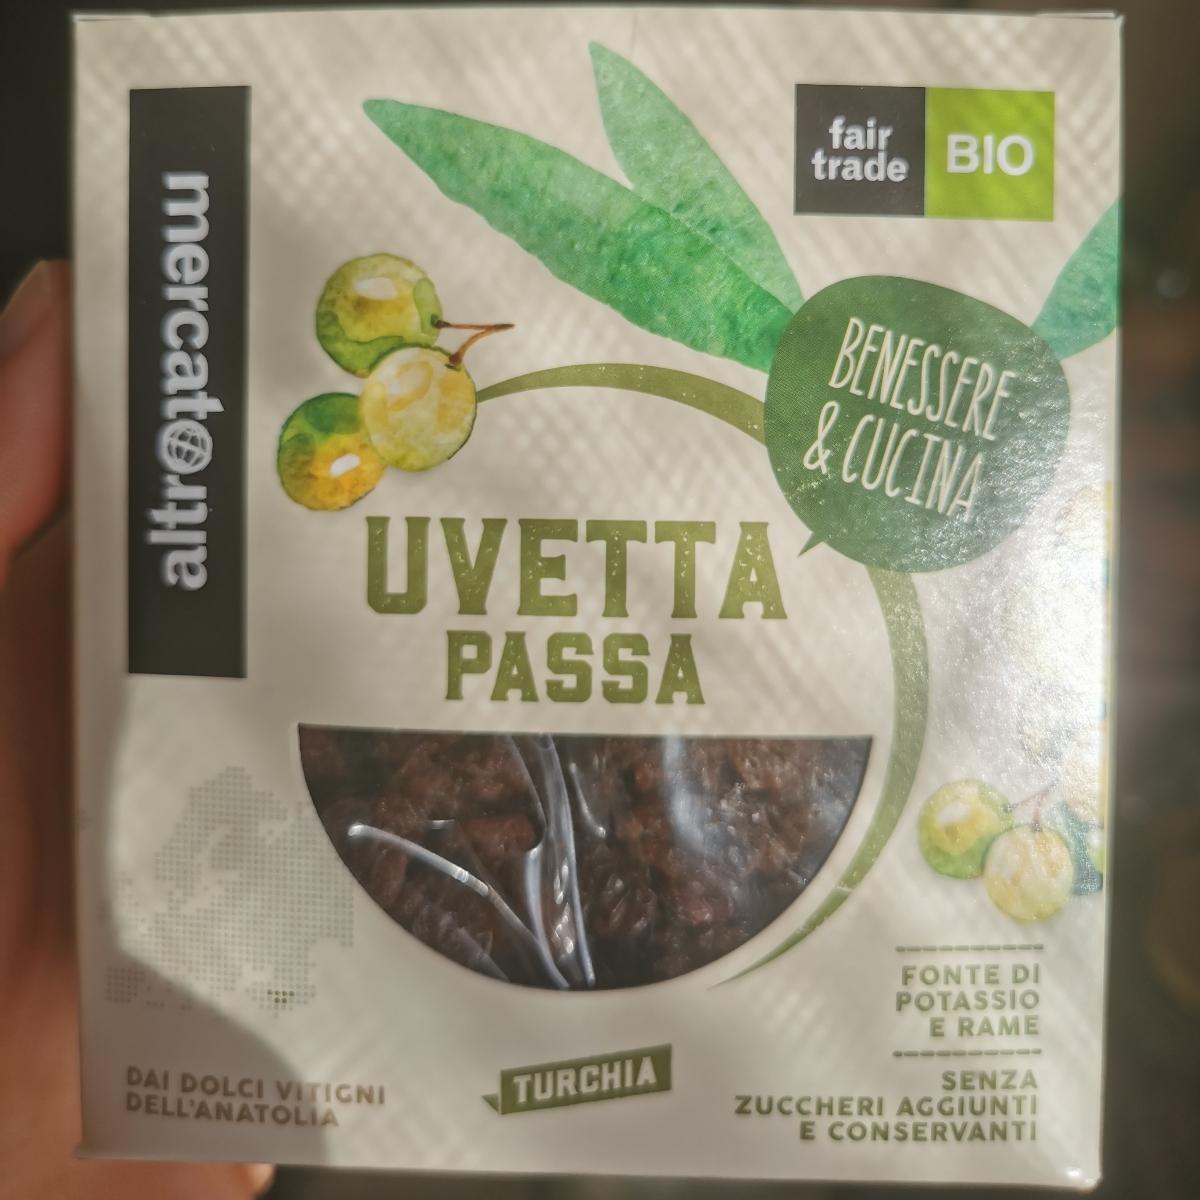 altromercato
fair
trade
BIO
BENESSERE
& CUCINA
UVETTA
PASSA
FONTE DI
POTASSIO
E RAME
TURCHIA
DAI DOLCI VITIGNI
DELL'ANATOLIA
SENZA
ZUCCHERI AGGIUNTI
E CONSERVANTI